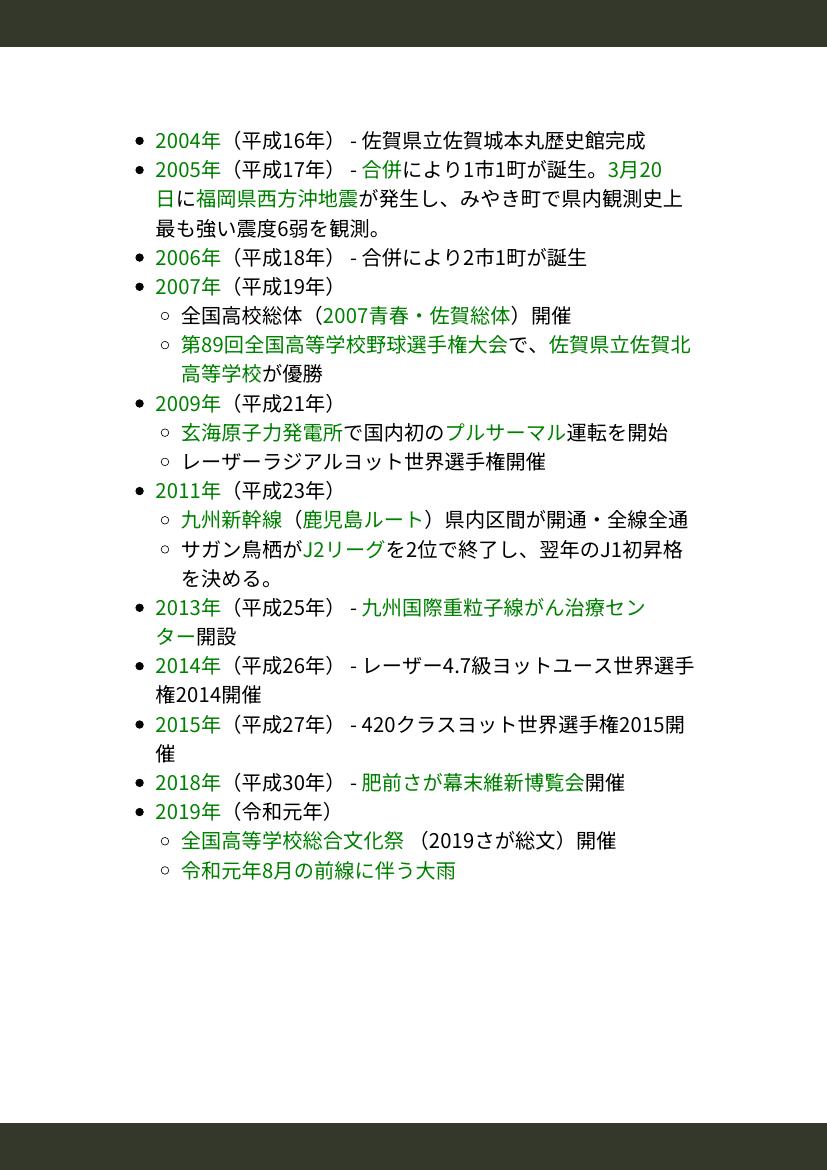 • 2004年（平成16年） - 佐賀県立佐賀城本丸歴史館完成
• 2005年（平成17年） - 合併により1市1町が誕生。3月20
日に福岡県西方沖地震が発生し、みやき町で県内観測史上
最も強い震度6弱を観測。
• 2006年（平成18年） - 合併により2市1町が誕生
• 2007年（平成19年）
◦ 全国高校総体（2007青春・佐賀総体）開催
◦ 第89回全国高等学校野球選手権大会で、佐賀県立佐賀北
高等学校が優勝
• 2009年（平成21年）
◦ 玄海原子力発電所で国内初のプルサーマル運転を開始
◦ レーザーラジアルヨット世界選手権開催
• 2011年（平成23年）
◦ 九州新幹線（鹿児島ルート）県内区間が開通・全線全通
◦ サガン鳥栖がJ2リーグを2位で終了し、翌年のJ1初昇格
を決める。
• 2013年（平成25年） - 九州国際重粒子線がん治療セン
ター開設
• 2014年（平成26年） - レーザー4.7級ヨットユース世界選手
権2014開催
• 2015年（平成27年） - 420クラスヨット世界選手権2015開
催
• 2018年（平成30年） - 肥前さが幕末維新博覧会開催
• 2019年（令和元年）
◦ 全国高等学校総合文化祭 （2019さが総文）開催
◦ 令和元年8月の前線に伴う大雨